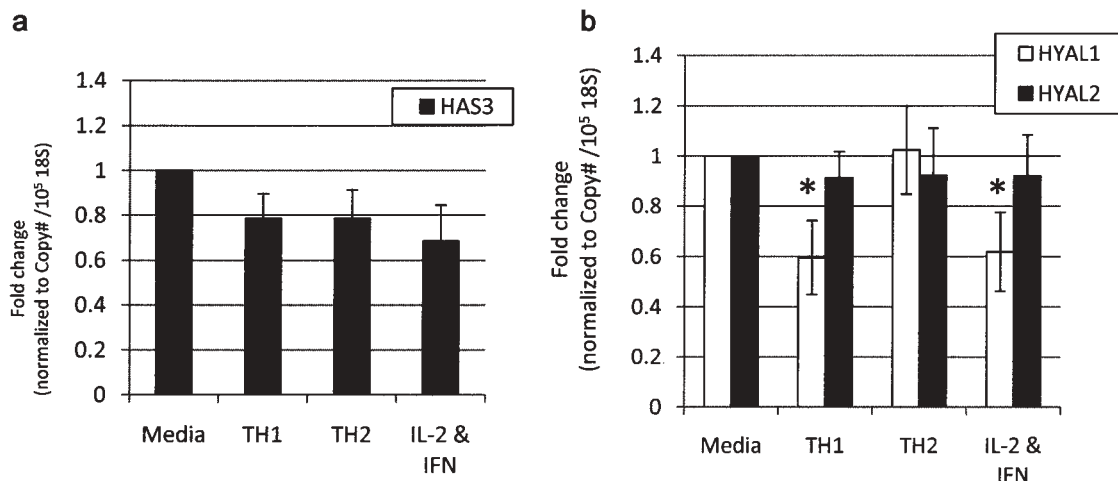 a
1.4
1.2
1
0.8
0.6
0.4
0.2
0
Fold change
(normalized to Copy# /10⁵ 18S)
HAS3
Media
TH1
TH2
IL-2 &
IFN
b
1.4
1.2
1
0.8
0.6
0.4
0.2
0
Fold change
(normalized to Copy# /10⁵ 18S)
HYAL1
HYAL2
*
*
Media
TH1
TH2
IL-2 &
IFN